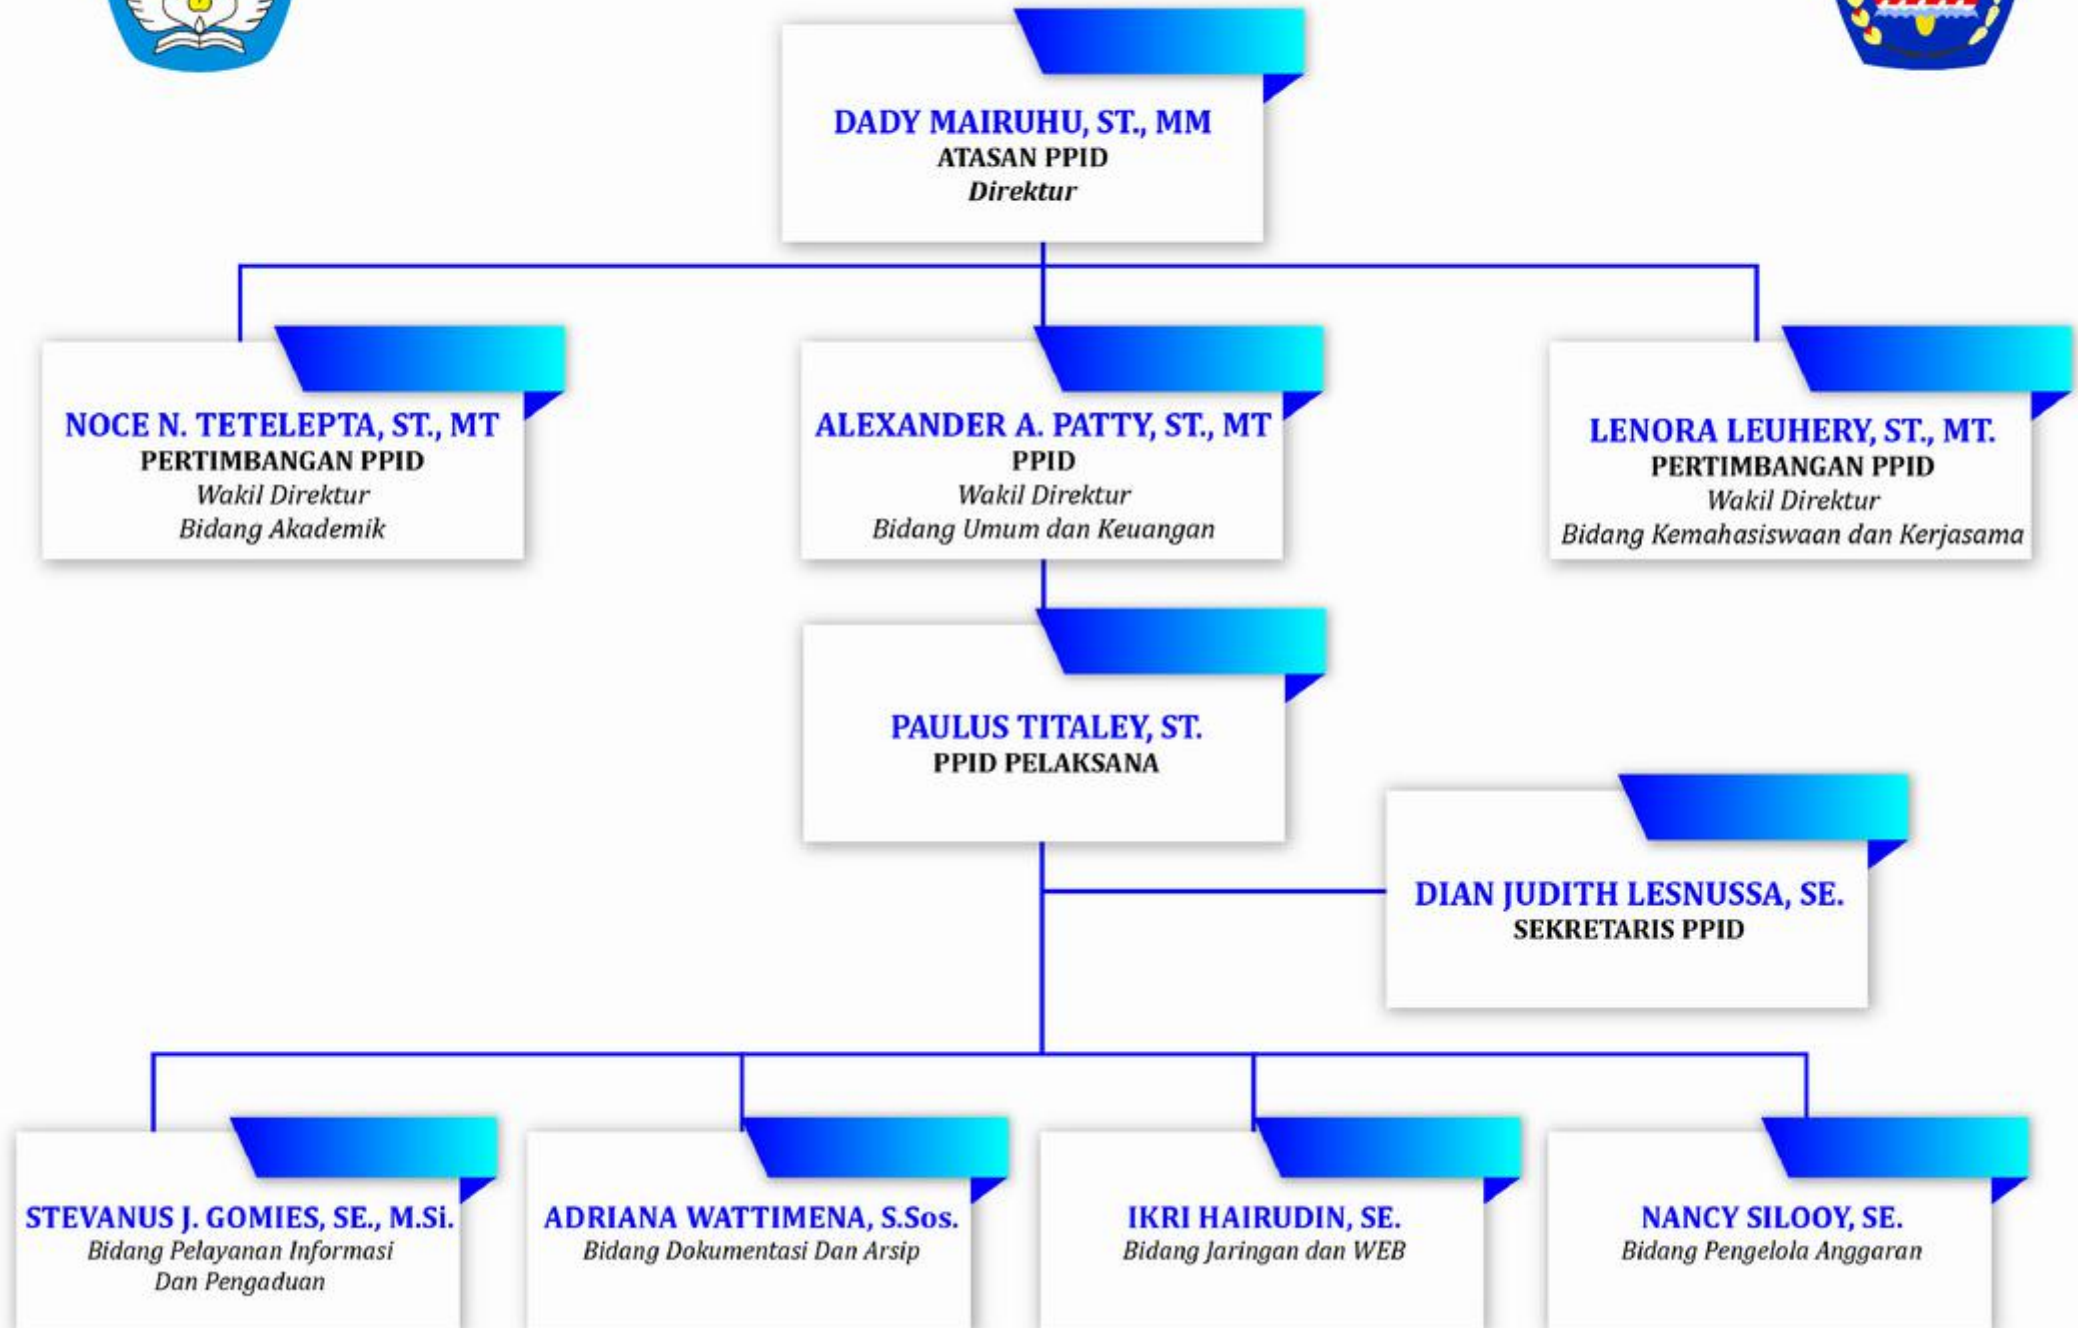 DADY MAIRUHU, ST., MM
ATASAN PPID
Direktur
NOCE N. TETELEPTA, ST., MT
PERTIMBANGAN PPID
Wakil Direktur
Bidang Akademik
ALEXANDER A. PATTY, ST., MT
PPID
Wakil Direktur
Bidang Umum dan Keuangan
LENORA LEUHERY, ST., MT.
PERTIMBANGAN PPID
Wakil Direktur
Bidang Kemahasiswaan dan Kerjasama
PAULUS TITALEY, ST.
PPID PELAKSANA
DIAN JUDITH LESNUSSA, SE.
SEKRETARIS PPID
STEVANUS J. GOMIES, SE., M.Si.
Bidang Pelayanan Informasi
Dan Pengaduan
ADRIANA WATTIMENA, S.Sos.
Bidang Dokumentasi Dan Arsip
IKRI HAIRUDIN, SE.
Bidang Jaringan dan WEB
NANCY SILOOY, SE.
Bidang Pengelola Anggaran